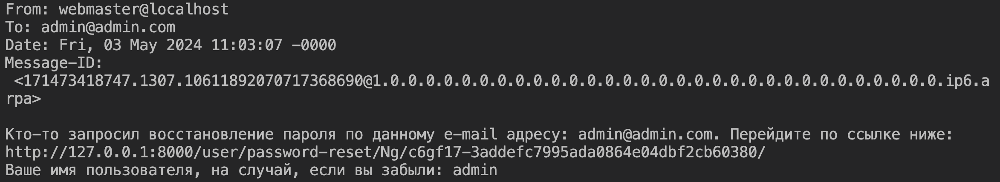 From: webmaster@localhost
To: admin@admin.com
Date: Fri, 03 May 2024 11:03:07 -0000
Message-ID:
<171473418747.1307.10611892070717368690@1.0.0.0.0.0.0.0.0.0.0.0.0.0.0.0.0.0.0.0.0.0.0.0.0.0.0.0.0.0.0.0.ip6.a
rpa>
Кто-то запросил восстановление пароля по данному e-mail адресу: admin@admin.com. Перейдите по ссылке ниже:
http://127.0.0.1:8000/user/password-reset/Ng/c6gf17-3addefc7995ada0864e04dbf2cb60380/
Ваше имя пользователя, на случай, если вы забыли: admin